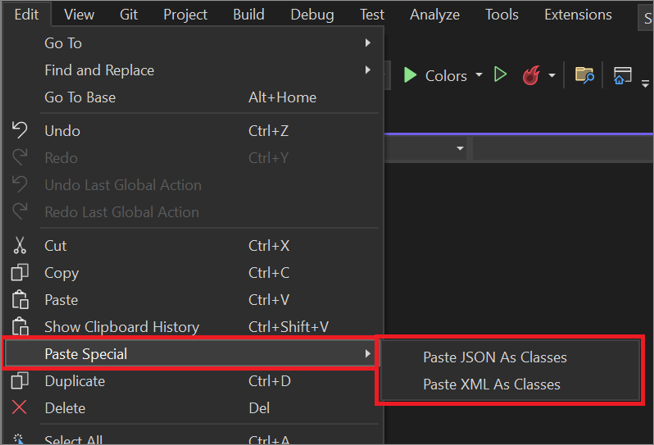 Edit View Git Project Build Debug Test Analyze Tools Extensions S
Go To
Find and Replace
Go To Base Alt+Home
Colors
Undo Ctrl+Z
Redo Ctrl+Y
Undo Last Global Action
Redo Last Global Action
Cut Ctrl+X
Copy Ctrl+C
Paste Ctrl+V
Show Clipboard History Ctrl+Shift+V
Paste Special
Paste JSON As Classes
Paste XML As Classes
Duplicate Ctrl+D
Delete Del
Select All Ctrl+A